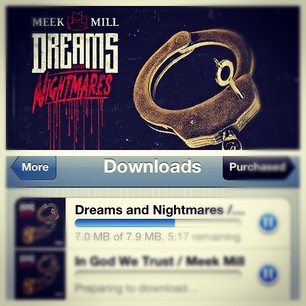 MEEK MILL
DREAMS
AND
NIGHTMARES
More
Downloads
Purchased
Dreams and Nightmares /...
7.0 MB of 7.9 MB, 5:17 remaining
In God We Trust / Meek Mill
Preparing to download...